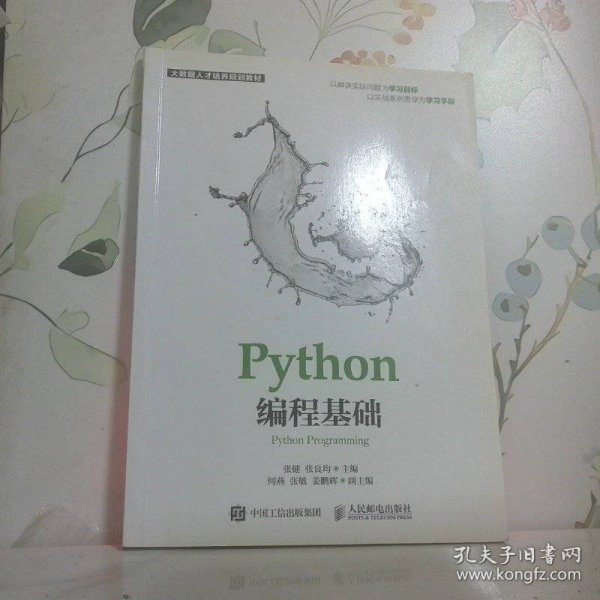 大数据人才培养规划教材
以解决实际问题为学习目标
以实战案例贯穿为学习手段
Python
编程基础
Python Programming
张健 张良均 主编
何燕 张敏 姜鹏辉 副主编
中国工信出版集团
人民邮电出版社
POSTS & TELECOM PRESS
孔夫子旧书网
www.kongfz.com